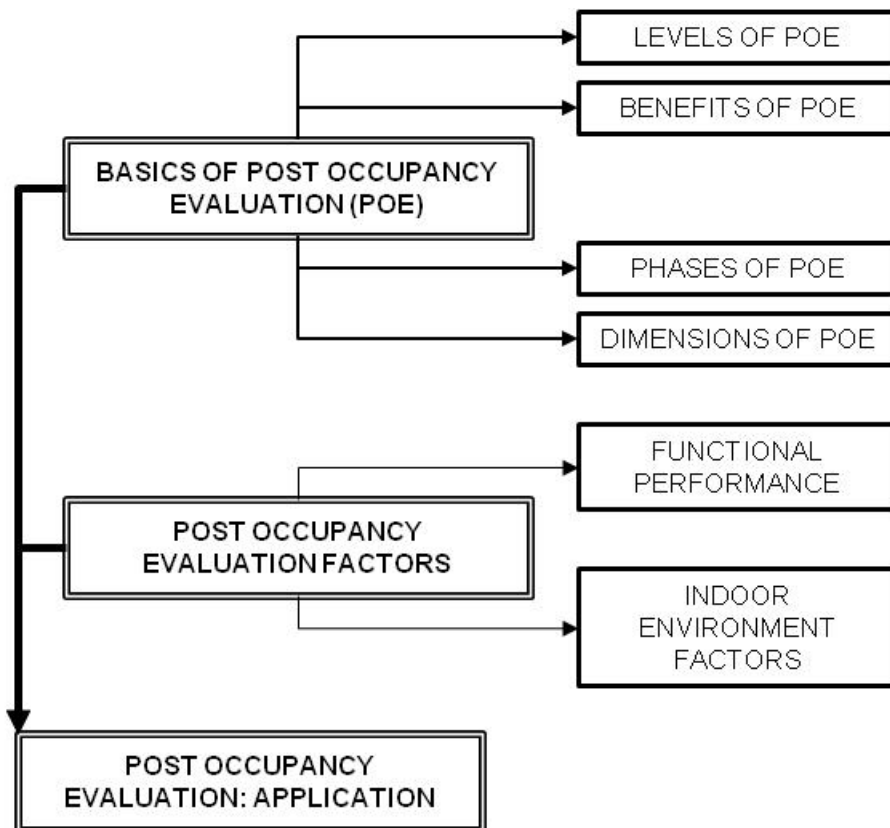 LEVELS OF POE
BENEFITS OF POE
BASICS OF POST OCCUPANCY
EVALUATION (POE)
PHASES OF POE
DIMENSIONS OF POE
FUNCTIONAL
PERFORMANCE
POST OCCUPANCY
EVALUATION FACTORS
INDOOR
ENVIRONMENT
FACTORS
POST OCCUPANCY
EVALUATION: APPLICATION